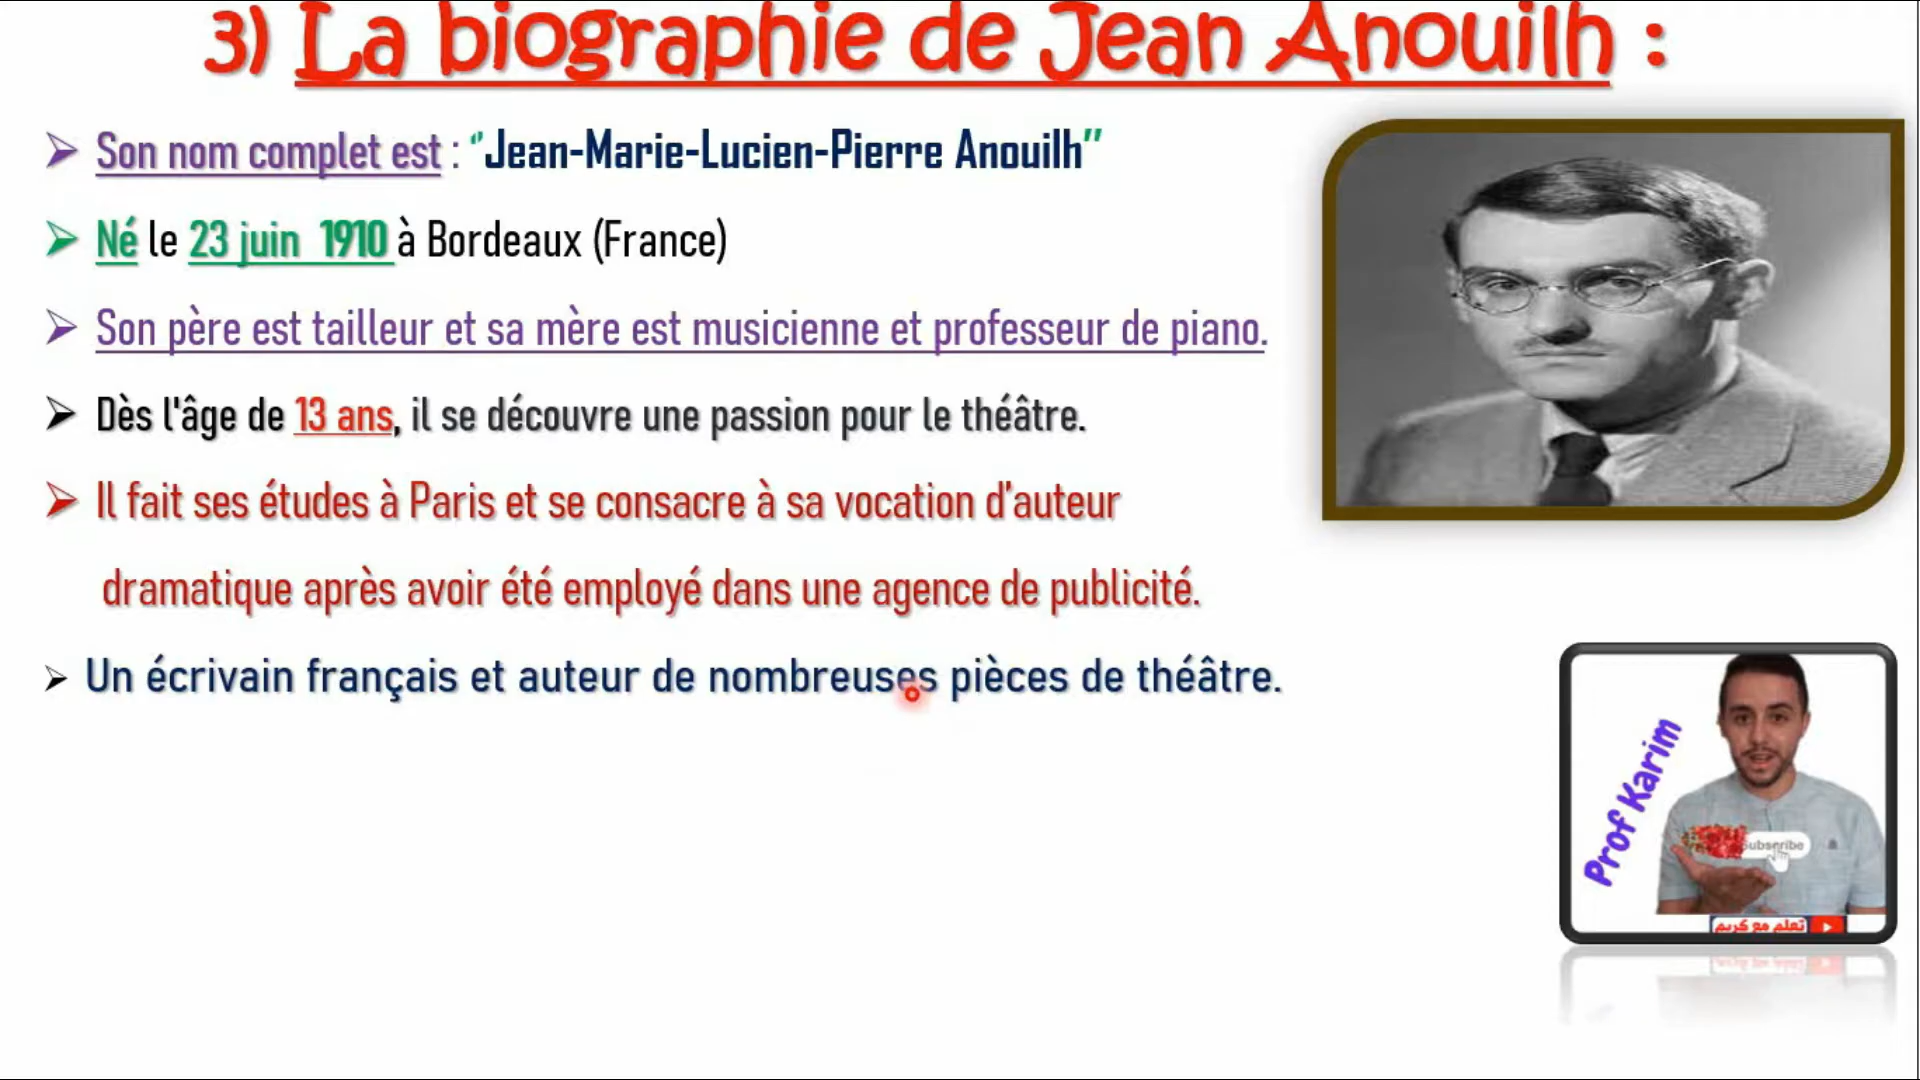 3) La biographie de Jean Anouilh :
Son nom complet est : “Jean-Marie-Lucien-Pierre Anouilh”
Né le 23 juin 1910 à Bordeaux (France)
Son père est tailleur et sa mère est musicienne et professeur de piano.
Dès l'âge de 13 ans, il se découvre une passion pour le théâtre.
Il fait ses études à Paris et se consacre à sa vocation d’auteur
dramatique après avoir été employé dans une agence de publicité.
Un écrivain français et auteur de nombreuses pièces de théâtre.
Prof Karim
ubscribe
تعلم مع كريم